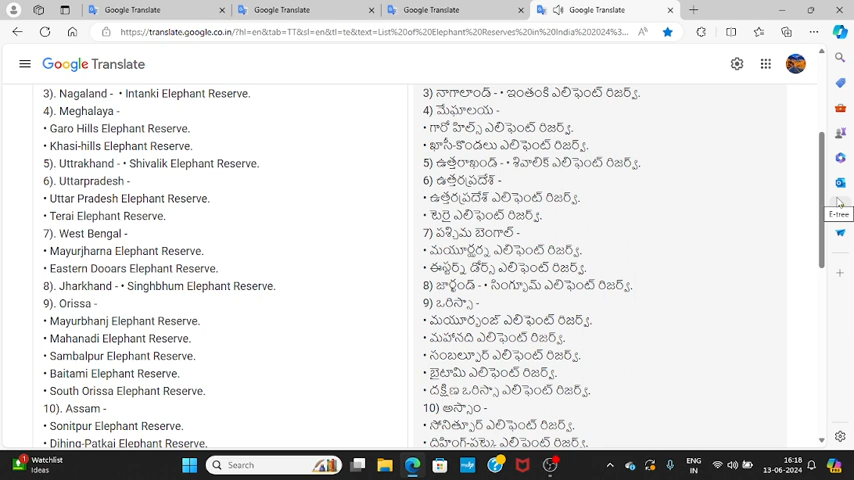 Google Translate
Google Translate
Google Translate
Google Translate
https://translate.google.co.in/?hl=en&tab=TT&sl=en&tl=te&text=List%20of%20Elephant%20Reserves%20in%20India%202024%3...
Google Translate
3). Nagaland - • Intanki Elephant Reserve.
4). Meghalaya -
• Garo Hills Elephant Reserve.
• Khasi-hills Elephant Reserve.
5). Uttrakhand - • Shivalik Elephant Reserve.
6). Uttarpradesh -
• Uttar Pradesh Elephant Reserve.
• Terai Elephant Reserve.
7). West Bengal -
• Mayurjharna Elephant Reserve.
• Eastern Dooars Elephant Reserve.
8). Jharkhand - • Singhbhum Elephant Reserve.
9). Orissa -
• Mayurbhanj Elephant Reserve.
• Mahanadi Elephant Reserve.
• Sambalpur Elephant Reserve.
• Baitami Elephant Reserve.
• South Orissa Elephant Reserve.
10). Assam -
• Sonitpur Elephant Reserve.
• Dihing-Patkai Elephant Reserve.
3) నాగాలాండ్ - • ఇంతంకి ఎలిఫెంట్ రిజర్వ్.
4) మేఘాలయ -
• గారో హిల్స్ ఎలిఫెంట్ రిజర్వ్.
• ఖాసీ-కొండలు ఎలిఫెంట్ రిజర్వ్.
5) ఉత్తరాఖండ్ - • శివాలిక్ ఎలిఫెంట్ రిజర్వ్.
6) ఉత్తరప్రదేశ్ -
• ఉత్తరప్రదేశ్ ఎలిఫెంట్ రిజర్వ్.
• టెరై ఎలిఫెంట్ రిజర్వ్.
7) పశ్చిమ బెంగాల్ -
• మయూర్ఝర్న ఎలిఫెంట్ రిజర్వ్.
• ఈస్టర్న్ డోర్స్ ఎలిఫెంట్ రిజర్వ్.
8) జార్ఖండ్ - • సింగ్భూమ్ ఎలిఫెంట్ రిజర్వ్.
9) ఒరిస్సా -
• మయూర్భంజ్ ఎలిఫెంట్ రిజర్వ్.
• మహానది ఎలిఫెంట్ రిజర్వ్.
• సంబల్పూర్ ఎలిఫెంట్ రిజర్వ్.
• బైటామి ఎలిఫెంట్ రిజర్వ్.
• దక్షిణ ఒరిస్సా ఎలిఫెంట్ రిజర్వ్.
10) అస్సాం -
• సోనిత్పూర్ ఎలిఫెంట్ రిజర్వ్.
• దిహింగ్-పట్కై ఎలిఫెంట్ రిజర్వ్.
E-tree
Watchlist
Ideas
Search
ENG
IN
16:18
13-06-2024